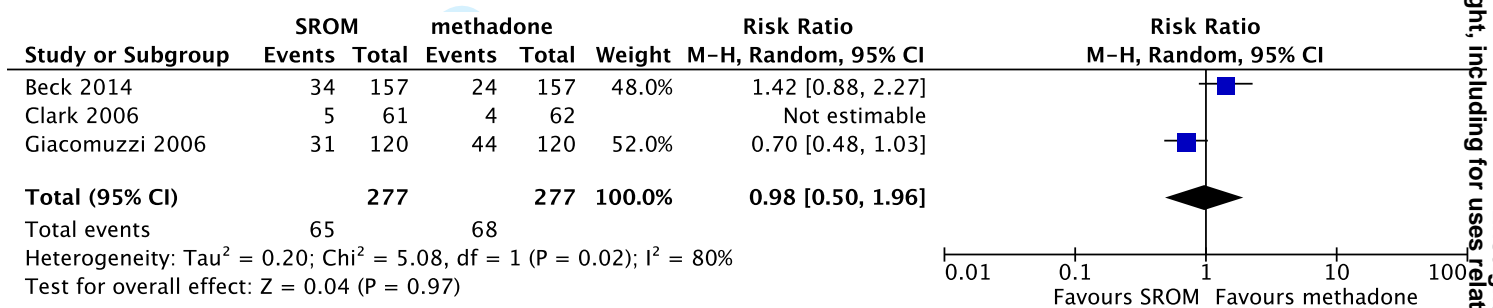 SROM methadone Risk Ratio Risk Ratio
Study or Subgroup Events Total Events Total Weight M-H, Random, 95% CI M-H, Random, 95% CI
Beck 2014 34 157 24 157 48.0% 1.42 [0.88, 2.27]
Clark 2006 5 61 4 62 Not estimable
Giacomuzzi 2006 31 120 44 120 52.0% 0.70 [0.48, 1.03]
Total (95% CI) 277 277 100.0% 0.98 [0.50, 1.96]
Total events 65 68
Heterogeneity: Tau² = 0.20; Chi² = 5.08, df = 1 (P = 0.02); I² = 80%
Test for overall effect: Z = 0.04 (P = 0.97)
0.01 0.1 1 10 100
Favours SROM Favours methadone
ght, including for uses relat